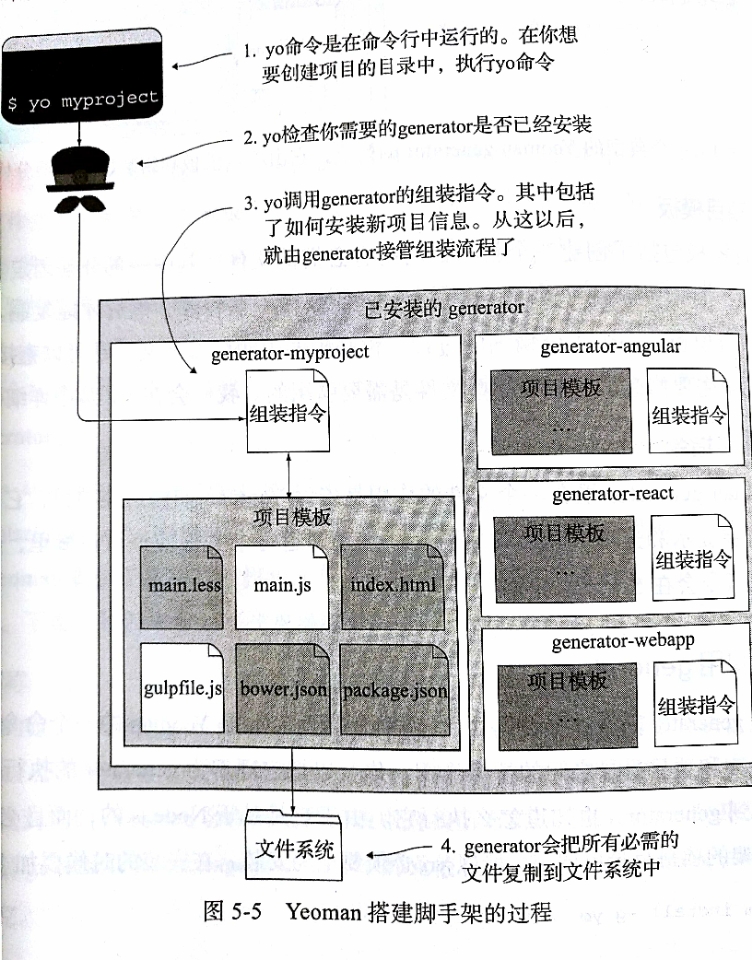 $ yo myproject
1. yo命令是在命令行中运行的。在你想
要创建项目的目录中，执行yo命令
2. yo检查你需要的generator是否已经安装
3. yo调用generator的组装指令。其中包括
了如何安装新项目信息。从这以后，
就由generator接管组装流程了
已安装的 generator
generator-myproject
组装指令
项目模板
main.less
main.js
index.html
gulpfile.js
bower.json
package.json
generator-angular
项目模板
...
组装指令
generator-react
项目模板
...
组装指令
generator-webapp
项目模板
...
组装指令
文件系统
4. generator会把所有必需的
文件复制到文件系统中
图 5-5 Yeoman 搭建脚手架的过程